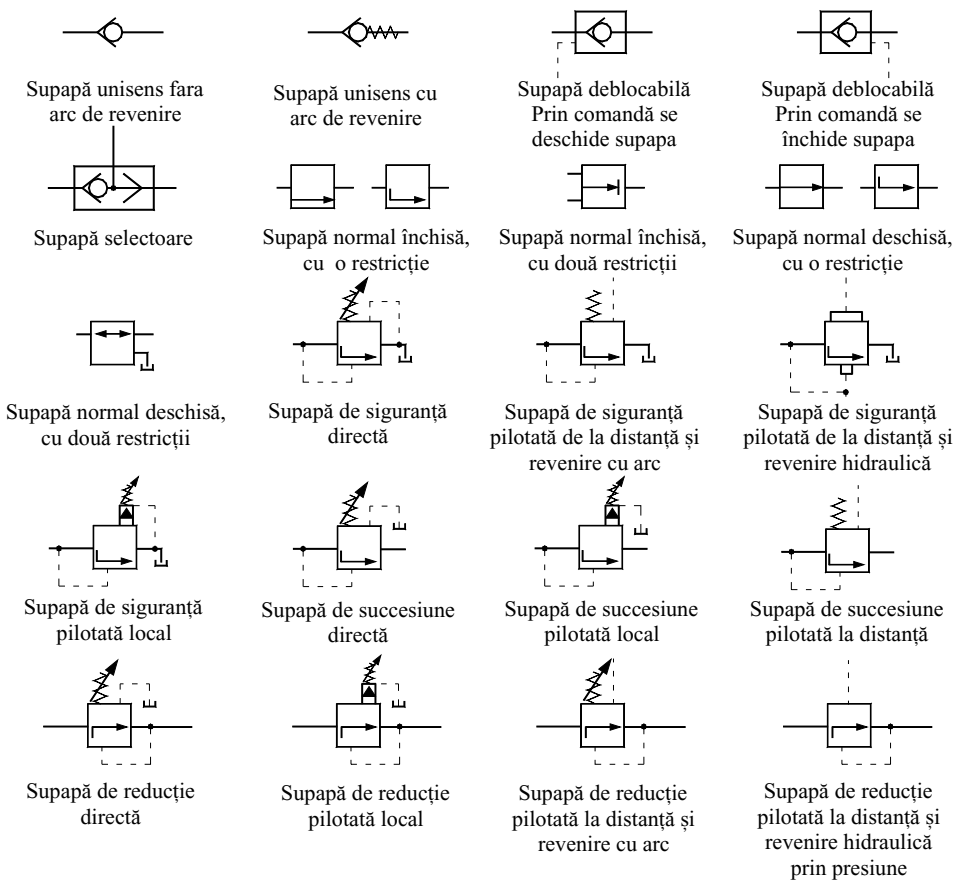 Supapă unisens fara
arc de revenire
Supapă unisens cu
arc de revenire
Supapă deblocabilă
Prin comandă se
deschide supapa
Supapă deblocabilă
Prin comandă se
închide supapa
Supapă selectoare
Supapă normal închisă,
cu o restricție
Supapă normal închisă,
cu două restricții
Supapă normal deschisă,
cu o restricție
Supapă normal deschisă,
cu două restricții
Supapă de siguranță
directă
Supapă de siguranță
pilotată de la distanță și
revenire cu arc
Supapă de siguranță
pilotată de la distanță și
revenire hidraulică
Supapă de siguranță
pilotată local
Supapă de succesiune
directă
Supapă de succesiune
pilotată local
Supapă de succesiune
pilotată la distanță
Supapă de reducție
directă
Supapă de reducție
pilotată local
Supapă de reducție
pilotată la distanță și
revenire cu arc
Supapă de reducție
pilotată la distanță și
revenire hidraulică
prin presiune